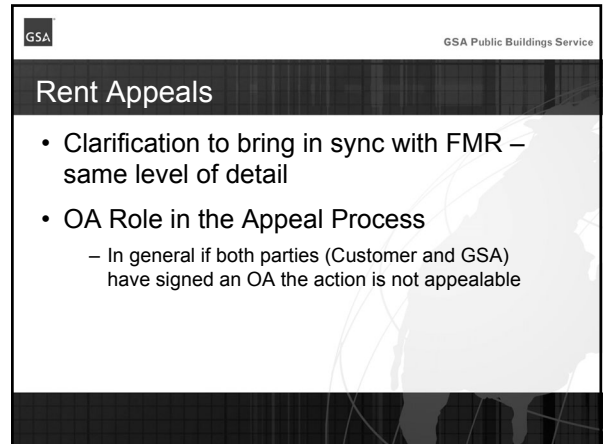 GSA
GSA Public Buildings Service
Rent Appeals
• Clarification to bring in sync with FMR –
same level of detail
• OA Role in the Appeal Process
– In general if both parties (Customer and GSA)
have signed an OA the action is not appealable